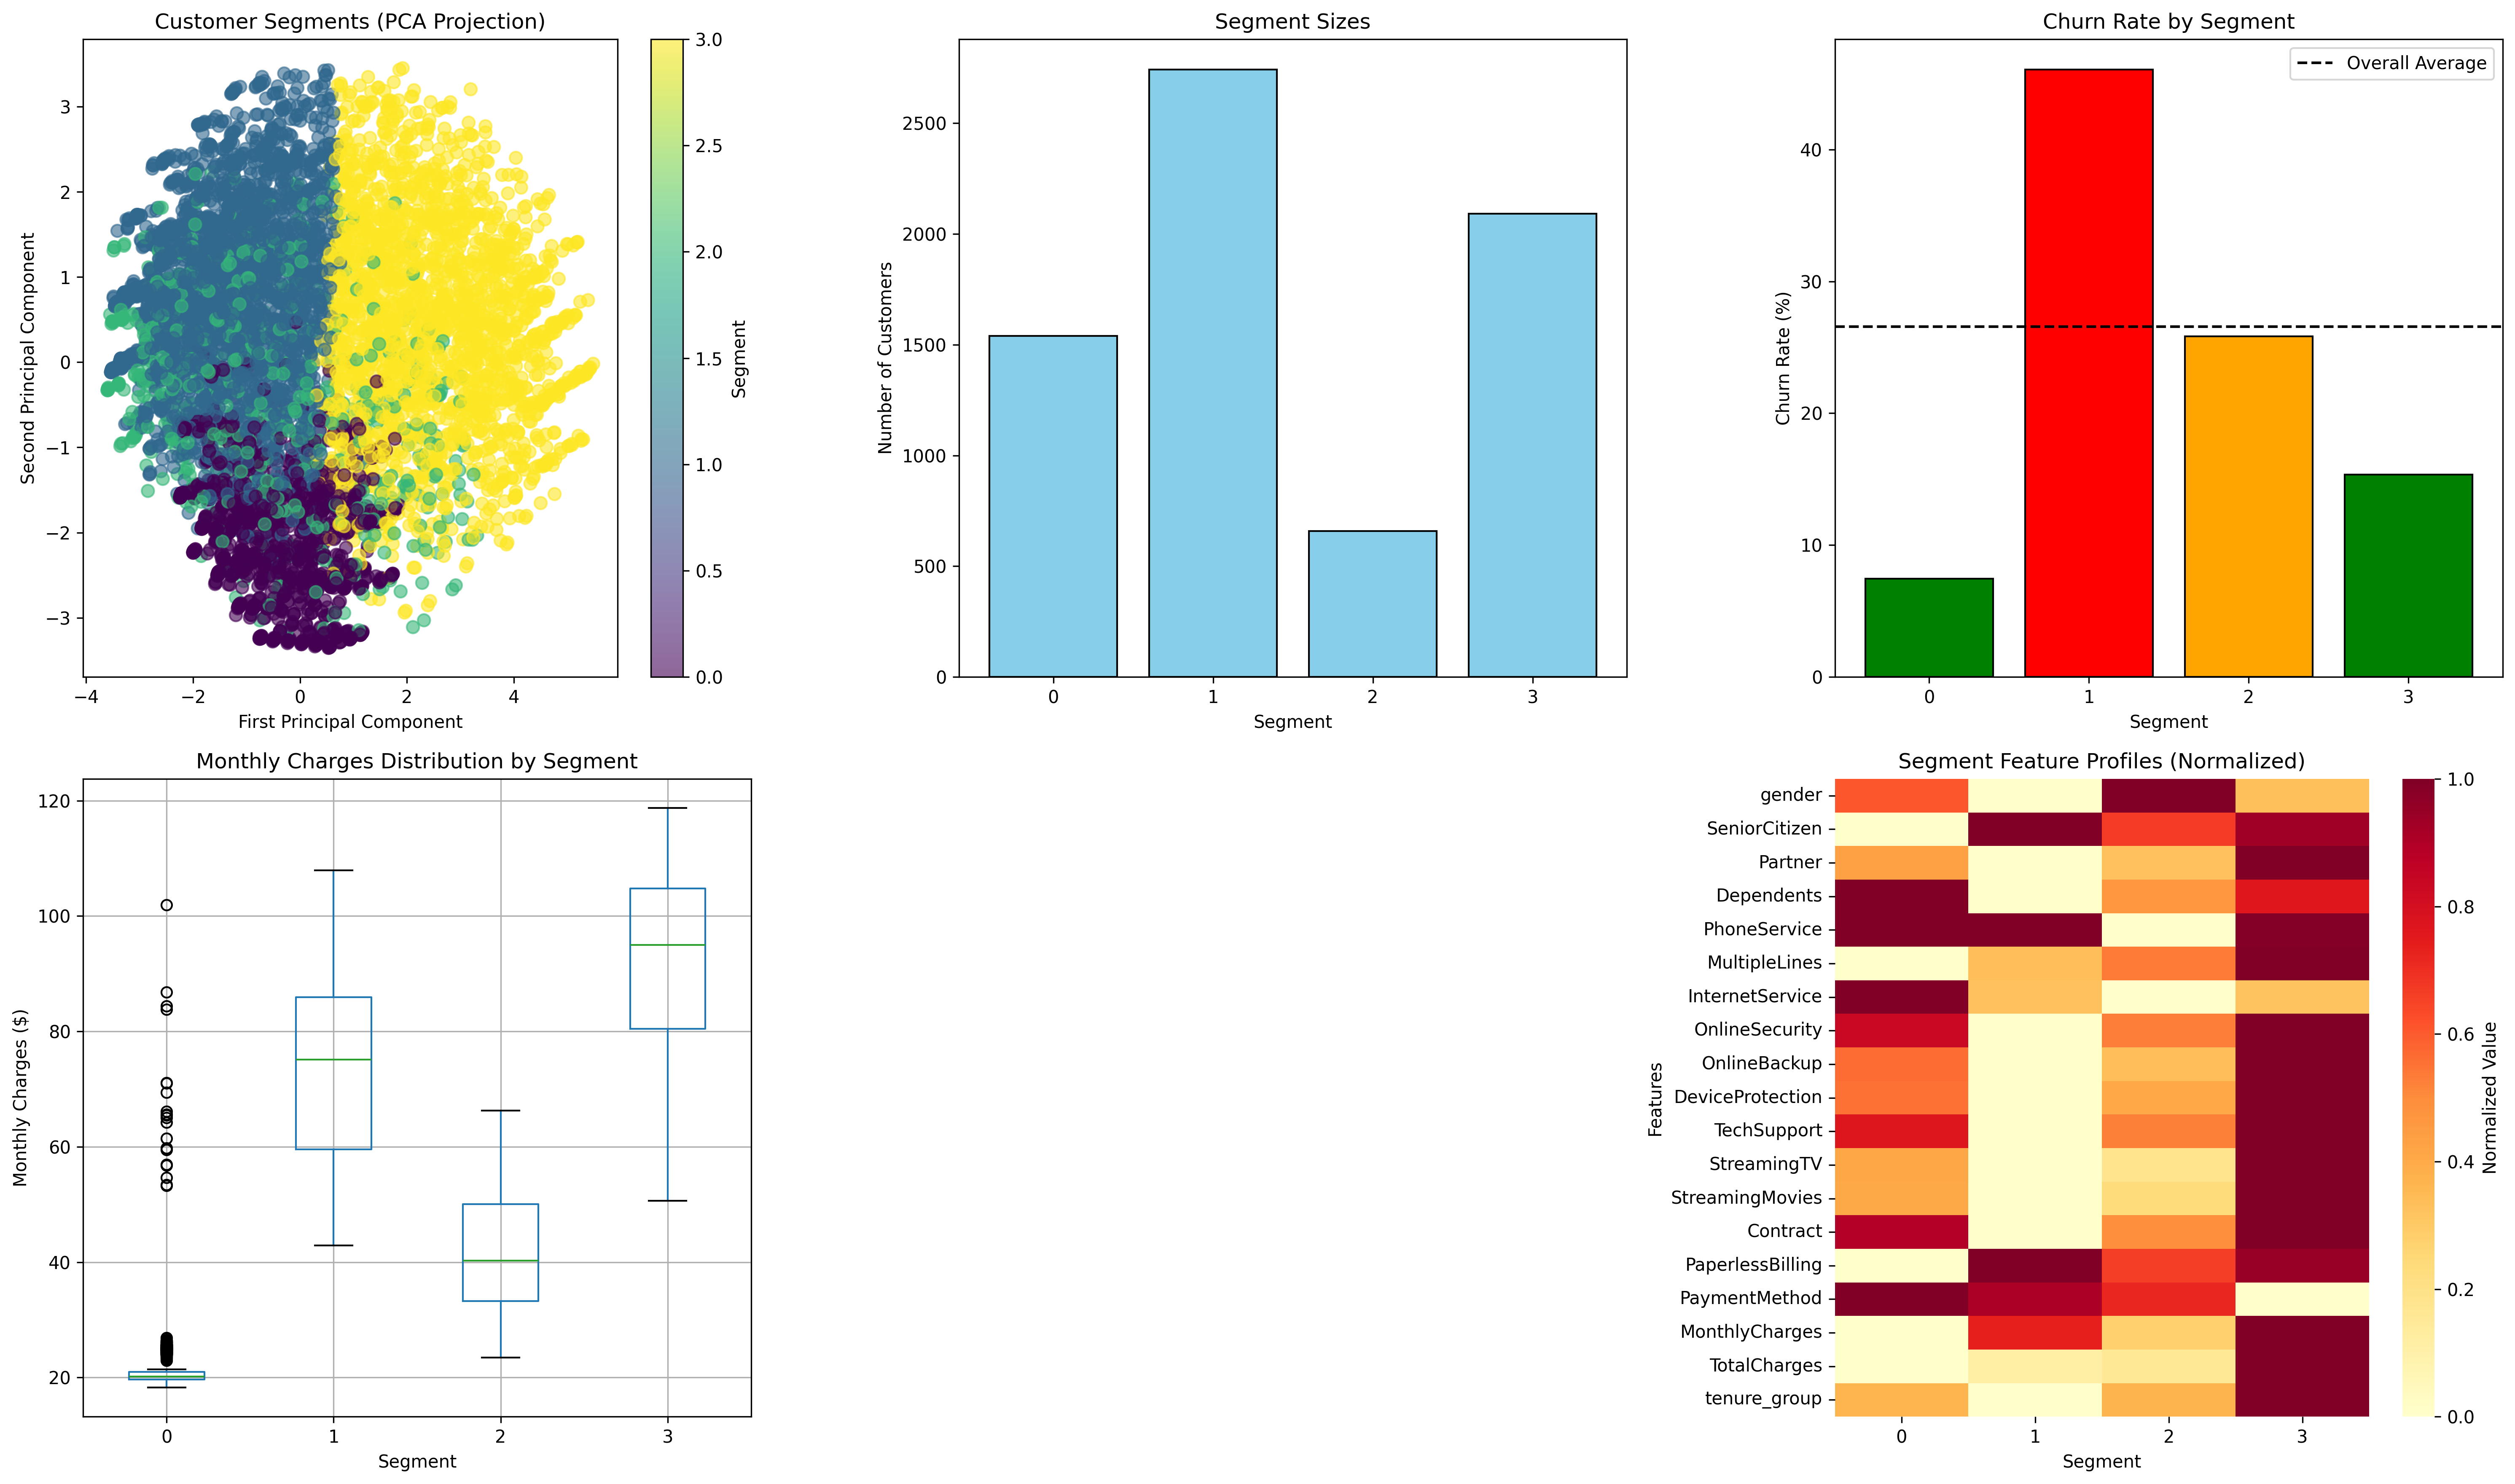 Customer Segments (PCA Projection)
3
2
1
0
−1
−2
−3
Second Principal Component
−4
−2
0
2
4
First Principal Component
3.0
2.5
2.0
1.5
1.0
0.5
0.0
Segment
Segment Sizes
2500
2000
1500
1000
500
0
Number of Customers
0
1
2
3
Segment
Churn Rate by Segment
Overall Average
40
30
20
10
0
Churn Rate (%)
0
1
2
3
Segment
Monthly Charges Distribution by Segment
120
100
80
60
40
20
Monthly Charges ($)
0
1
2
3
Segment
Segment Feature Profiles (Normalized)
gender
SeniorCitizen
Partner
Dependents
PhoneService
MultipleLines
InternetService
OnlineSecurity
OnlineBackup
DeviceProtection
TechSupport
StreamingTV
StreamingMovies
Contract
PaperlessBilling
PaymentMethod
MonthlyCharges
TotalCharges
tenure_group
Features
0
1
2
3
Segment
1.0
0.8
0.6
0.4
0.2
0.0
Normalized Value